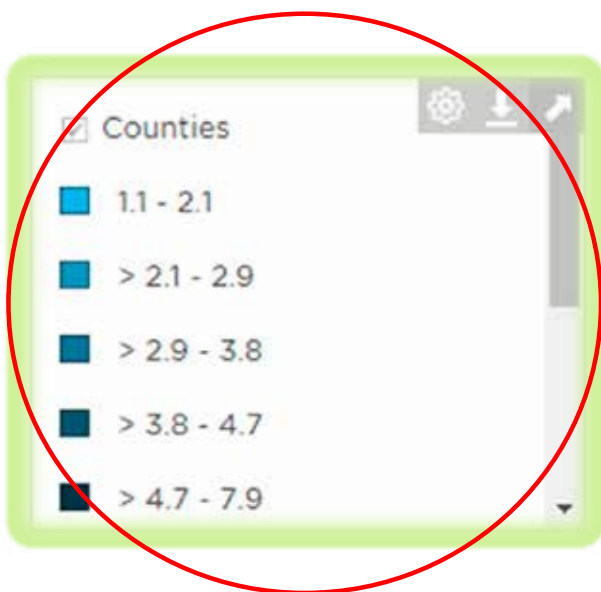 Counties
1.1 - 2.1
> 2.1 - 2.9
> 2.9 - 3.8
> 3.8 - 4.7
> 4.7 - 7.9